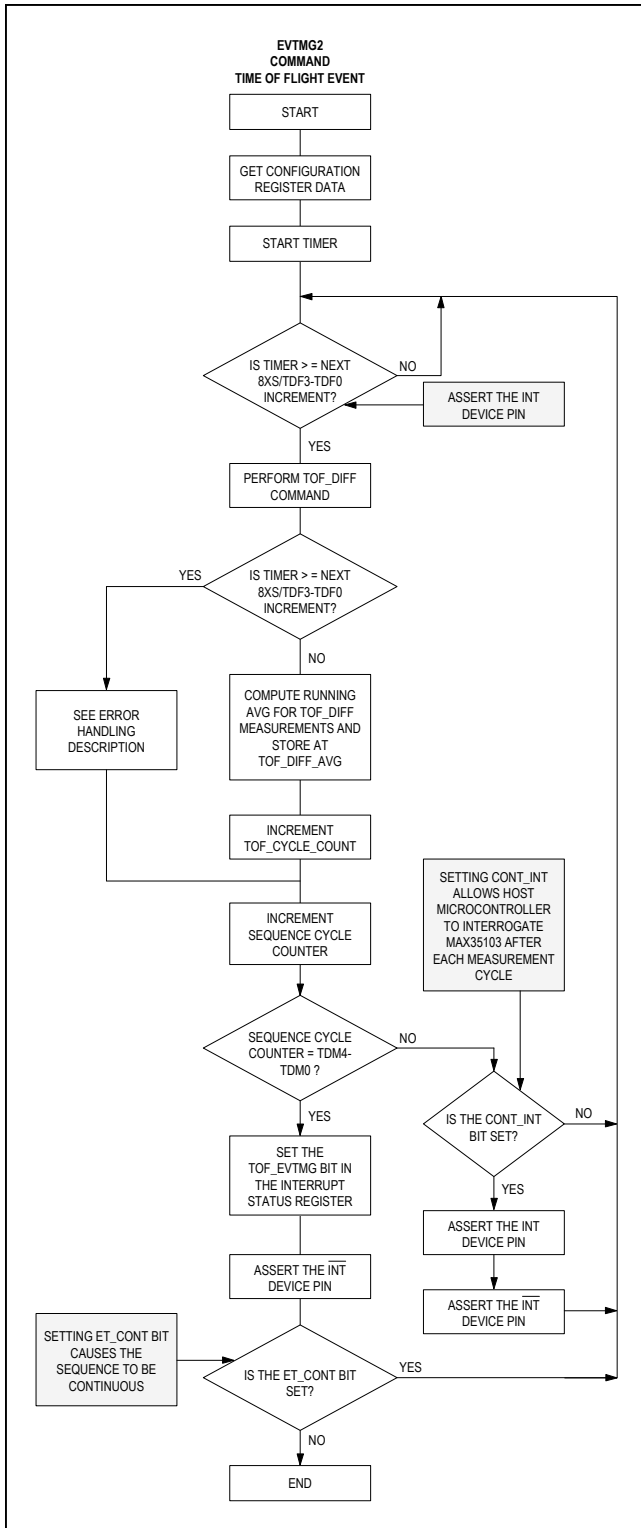 EVTMG2
COMMAND
TIME OF FLIGHT EVENT
START
GET CONFIGURATION
REGISTER DATA
START TIMER
IS TIMER > = NEXT
8XS/TDF3-TDF0
INCREMENT?
NO
ASSERT THE INT
DEVICE PIN
YES
PERFORM TOF_DIFF
COMMAND
YES
IS TIMER > = NEXT
8XS/TDF3-TDF0
INCREMENT?
NO
SEE ERROR
HANDLING
DESCRIPTION
COMPUTE RUNNING
AVG FOR TOF_DIFF
MEASUREMENTS AND
STORE AT
TOF_DIFF_AVG
INCREMENT
TOF_CYCLE_COUNT
SETTING CONT_INT
ALLOWS HOST
MICROCONTROLLER
TO INTERROGATE
MAX35103 AFTER
EACH MEASUREMENT
CYCLE
INCREMENT
SEQUENCE CYCLE
COUNTER
SEQUENCE CYCLE
COUNTER = TDM4-
TDM0 ?
NO
IS THE CONT_INT
BIT SET?
NO
YES
SET THE
TOF_EVTMG BIT IN
THE INTERRUPT
STATUS REGISTER
YES
ASSERT THE INT
DEVICE PIN
ASSERT THE I̅N̅T̅
DEVICE PIN
ASSERT THE I̅N̅T̅
DEVICE PIN
SETTING ET_CONT BIT
CAUSES THE
SEQUENCE TO BE
CONTINUOUS
IS THE ET_CONT BIT
SET?
YES
NO
END